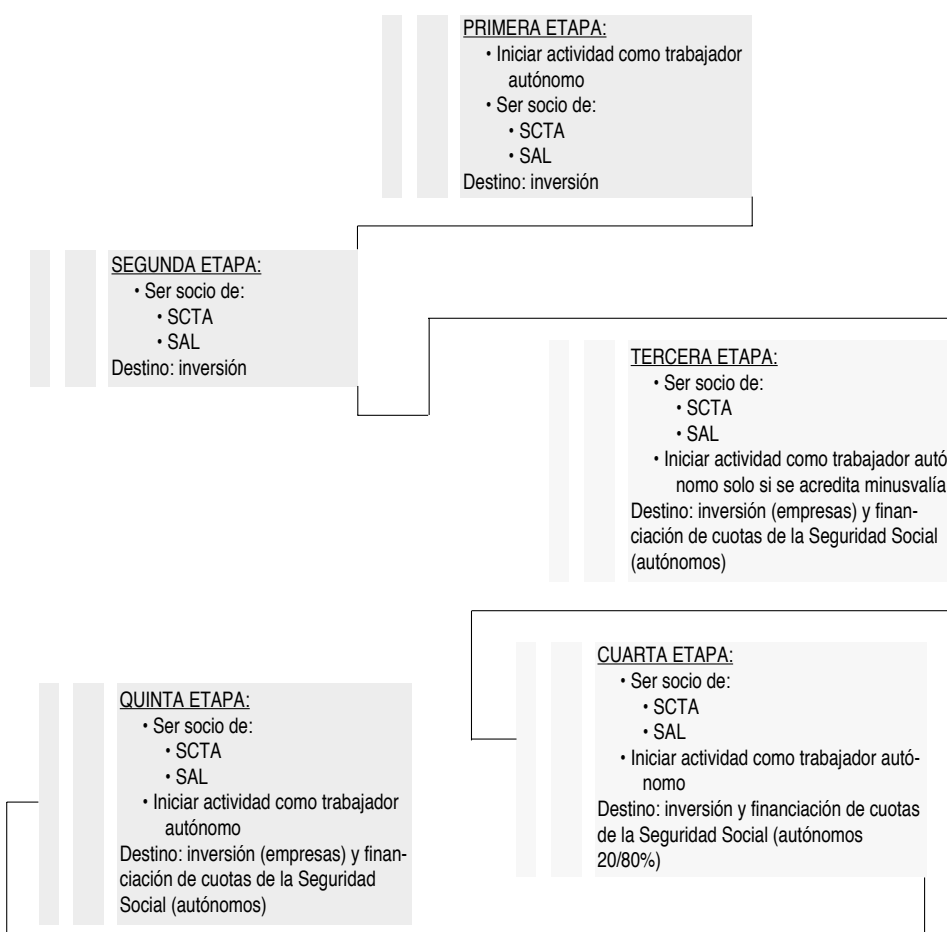 PRIMERA ETAPA:
• Iniciar actividad como trabajador
autónomo
• Ser socio de:
• SCTA
• SAL
Destino: inversión
SEGUNDA ETAPA:
• Ser socio de:
• SCTA
• SAL
Destino: inversión
TERCERA ETAPA:
• Ser socio de:
• SCTA
• SAL
• Iniciar actividad como trabajador autó
nomo solo si se acredita minusvalía
Destino: inversión (empresas) y finan-
ciación de cuotas de la Seguridad Social
(autónomos)
CUARTA ETAPA:
• Ser socio de:
• SCTA
• SAL
• Iniciar actividad como trabajador autó-
nomo
Destino: inversión y financiación de cuotas
de la Seguridad Social (autónomos
20/80%)
QUINTA ETAPA:
• Ser socio de:
• SCTA
• SAL
• Iniciar actividad como trabajador
autónomo
Destino: inversión (empresas) y finan-
ciación de cuotas de la Seguridad
Social (autónomos)